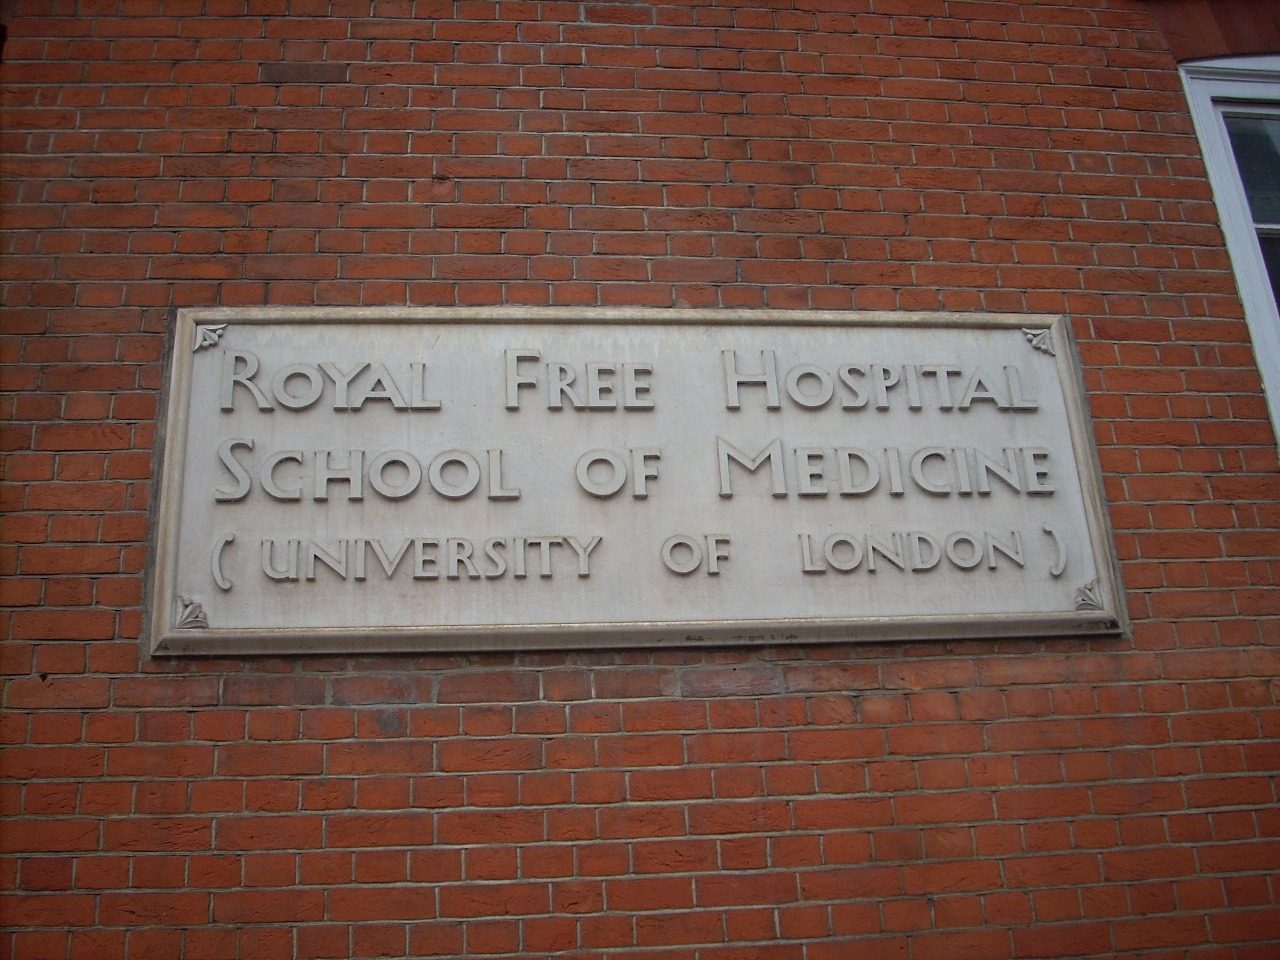 ROYAL FREE HOSPITAL
SCHOOL OF MEDICINE
(UNIVERSITY OF LONDON)